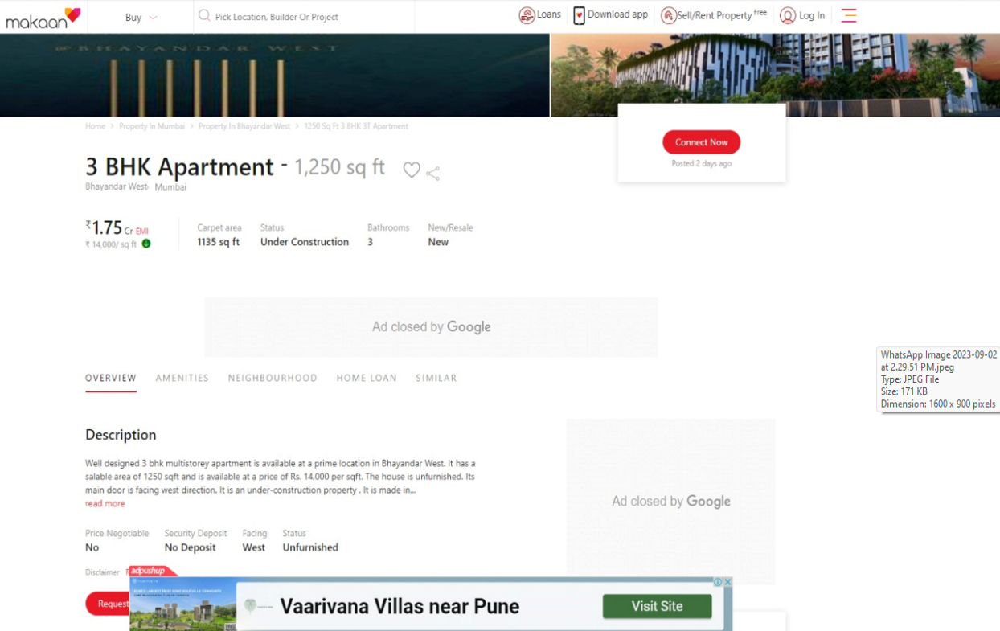 makaan
Buy
Pick Location, Builder Or Project
Loans
Download app
Sell/Rent Property Free
Log In
BHAYANDAR WEST
Home > Property In Mumbai > Property In Bhayandar West > 1250 Sq Ft 3 BHK 3T Apartment
Connect Now
Posted 2 days ago
3 BHK Apartment - 1,250 sq ft
Bhayandar West, Mumbai
₹1.75 Cr EMI
₹ 14,000/ sq ft
Carpet area
1135 sq ft
Status
Under Construction
Bathrooms
3
New/Resale
New
Ad closed by Google
OVERVIEW AMENITIES NEIGHBOURHOOD HOME LOAN SIMILAR
WhatsApp Image 2023-09-02
at 2.29.51 PM.jpeg
Type: JPEG File
Size: 171 KB
Dimension: 1600 x 900 pixels
Description
Well designed 3 bhk multistorey apartment is available at a prime location in Bhayandar West. It has a
salable area of 1250 sqft and is available at a price of Rs. 14,000 per sqft. The house is unfurnished. Its
main door is facing west direction. It is an under-construction property . It is made in...
read more
Ad closed by Google
Price Negotiable
No
Security Deposit
No Deposit
Facing
West
Status
Unfurnished
Disclaimer
adpushup
Request
Vaarivana Villas near Pune
Visit Site